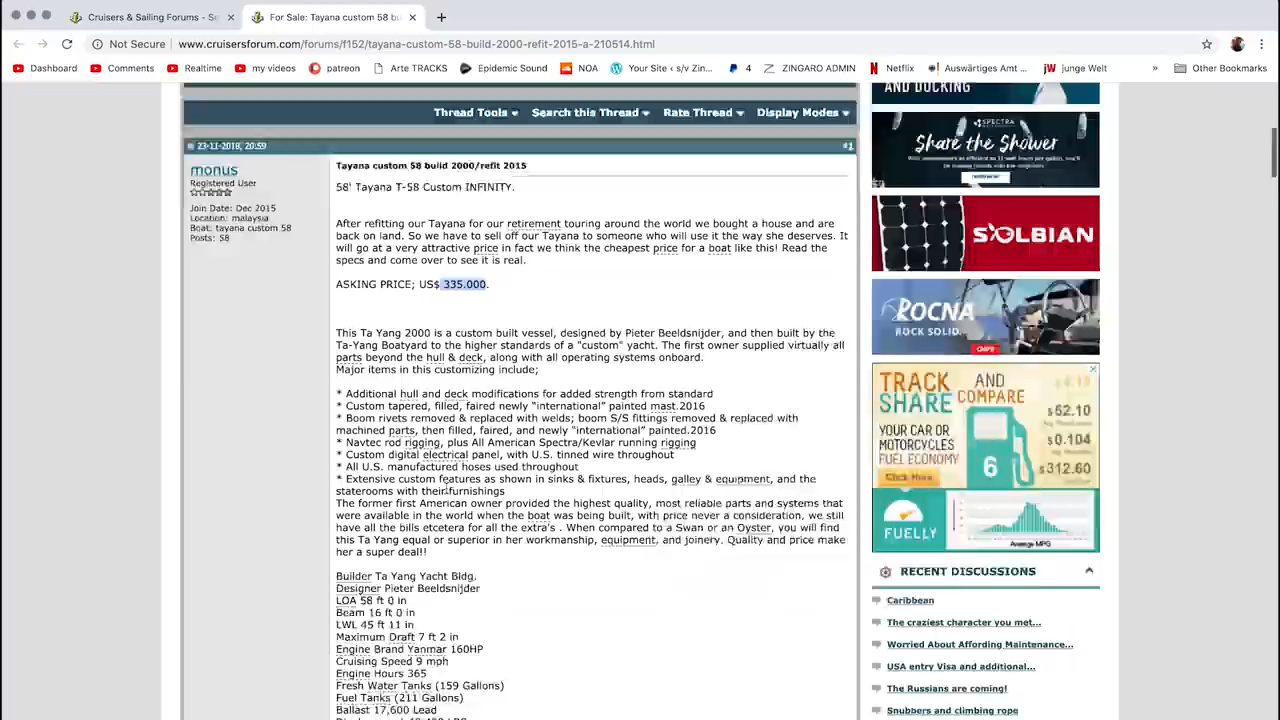 Cruisers & Sailing Forums - Se
For Sale: Tayana custom 58 bu
Not Secure
www.cruisersforum.com/forums/f152/tayana-custom-58-build-2000-refit-2015-a-210514.html
Dashboard
Comments
Realtime
my videos
patreon
Arte TRACKS
Epidemic Sound
NOA
Your Site ‹ s/v Zin...
4
ZINGARO ADMIN
Netflix
Auswärtiges Amt ...
junge Welt
»
Other Bookmarks
Thread Tools
Search this Thread
Rate Thread
Display Modes
23-11-2018, 20:59
#1
monus
Registered User
Join Date: Dec 2015
Location: malaysia
Boat: tayana custom 58
Posts: 58
Tayana custom 58 build 2000/refit 2015
58' Tayana T-58 Custom INFINITY.
After refitting our Tayana for our retirement touring around the world we bought a house and are
back on land. So we have to sell off our Tayana to someone who will use it the way she deserves. It
will go at a very attractive price in fact we think the cheapest price for a boat like this! Read the
specs and come over to see it is real.
ASKING PRICE; US$ 335.000.
This Ta Yang 2000 is a custom built vessel, designed by Pieter Beeldsnijder, and then built by the
Ta-Yang Boatyard to the higher standards of a "custom" yacht. The first owner supplied virtually all
parts beyond the hull & deck, along with all operating systems onboard.
Major items in this customizing include;
* Additional hull and deck modifications for added strength from standard
* Custom tapered, filled, faired newly "international" painted mast.2016
* Boom rivets removed & replaced with welds; boom S/S fittings removed & replaced with
machined parts, then filled, faired, and newly "international" painted.2016
* Navtec rod rigging, plus All American Spectra/Kevlar running rigging
* Custom digital electrical panel, with U.S. tinned wire throughout
* All U.S. manufactured hoses used throughout
* Extensive custom features as shown in sinks & fixtures, heads, galley & equipment, and the
staterooms with their furnishings
The former first American owner provided the highest quality, most reliable parts and systems that
were available in the world when the boat was being built, with price never a consideration, we still
have all the bills etcetera for all the extra's . When compared to a Swan or an Oyster, you will find
this Ta Yang equal or superior in her workmanship, equipment, and joinery. Quality and price make
her a super deal!!
Builder Ta Yang Yacht Bldg.
Designer Pieter Beeldsnijder
LOA 58 ft 0 in
Beam 16 ft 0 in
LWL 45 ft 11 in
Maximum Draft 7 ft 2 in
Engine Brand Yanmar 160HP
Cruising Speed 9 mph
Engine Hours 365
Fresh Water Tanks (159 Gallons)
Fuel Tanks (211 Gallons)
Ballast 17,600 Lead
AND DOCKING
SPECTRA
Share the Shower
SOLBIAN
ROCNA
ROCK SOLID.
CMP
TRACK AND
SHARE COMPARE
YOUR CAR OR
MOTORCYCLES
FUEL ECONOMY
Click Here
6
$52.10
$0.104
$312.60
FUELLY
Average MPG
RECENT DISCUSSIONS
Caribbean
The craziest character you met...
Worried About Affording Maintenance...
USA entry Visa and additional...
The Russians are coming!
Snubbers and climbing rope